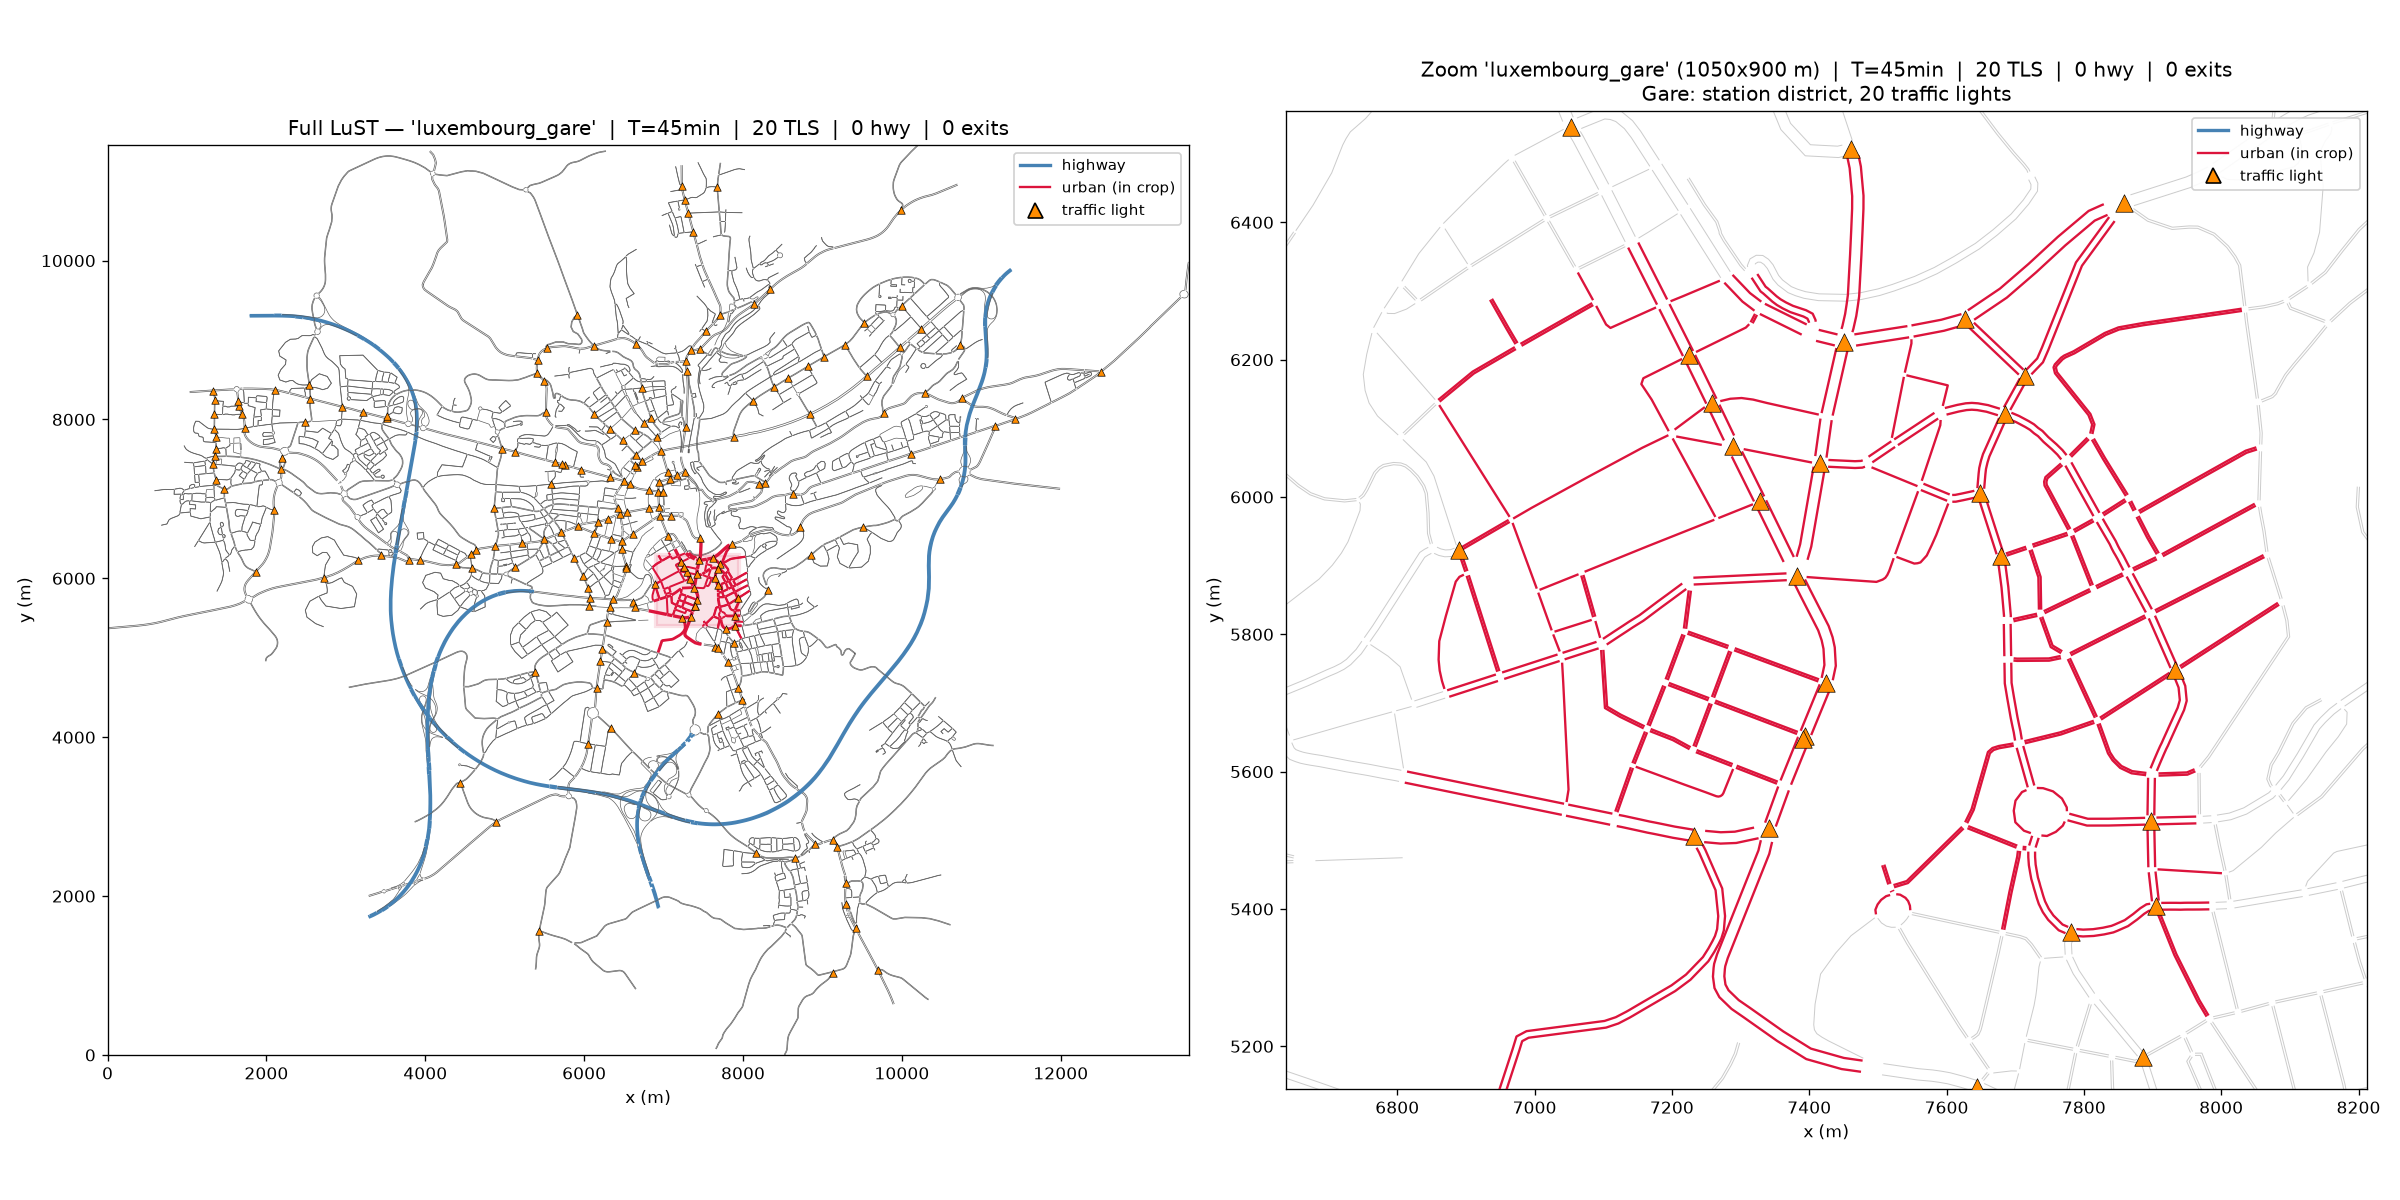 Full LuST — 'luxembourg_gare'  |  T=45min  |  20 TLS  |  0 hwy  |  0 exits
highway
urban (in crop)
traffic light
10000
8000
6000
4000
2000
0
y (m)
0 2000 4000 6000 8000 10000 12000
x (m)
Zoom 'luxembourg_gare' (1050x900 m)  |  T=45min  |  20 TLS  |  0 hwy  |  0 exits
Gare: station district, 20 traffic lights
highway
urban (in crop)
traffic light
6400
6200
6000
5800
5600
5400
5200
y (m)
6800 7000 7200 7400 7600 7800 8000 8200
x (m)